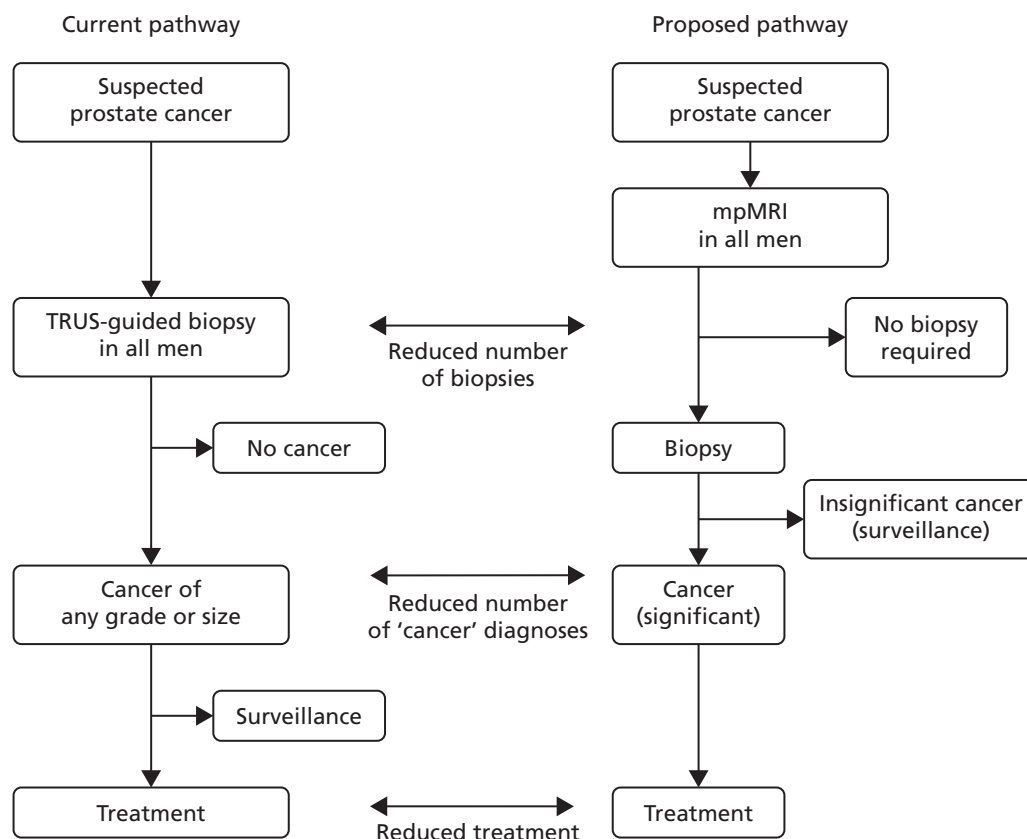 Current pathway
Proposed pathway
Suspected
prostate cancer
Suspected
prostate cancer
mpMRI
in all men
TRUS-guided biopsy
in all men
Reduced number
of biopsies
No biopsy
required
No cancer
Biopsy
Insignificant cancer
(surveillance)
Cancer of
any grade or size
Reduced number
of ‘cancer’ diagnoses
Cancer
(significant)
Surveillance
Treatment
Reduced treatment
Treatment